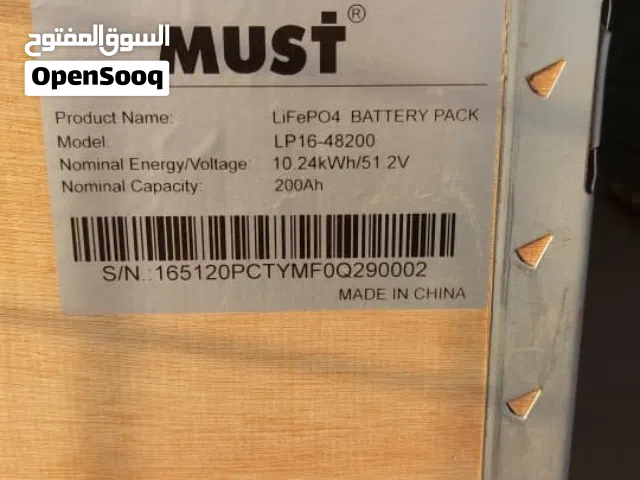 السوق المفتوح
OpenSooq
MUST®
Product Name: LiFePO4 BATTERY PACK
Model: LP16-48200
Nominal Energy/Voltage: 10.24kWh/51.2V
Nominal Capacity: 200Ah
S/N.:165120PCTYMF0Q290002
MADE IN CHINA